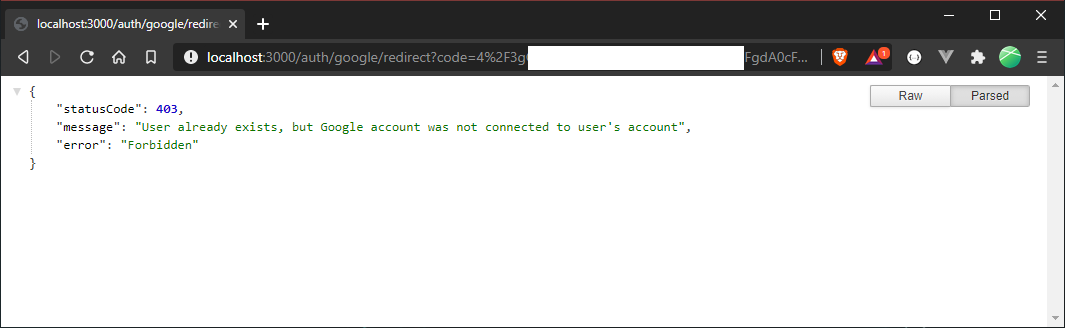 localhost:3000/auth/google/redire
localhost:3000/auth/google/redirect?code=4%2F3g FgdA0cF... 1
Raw Parsed
{
"statusCode": 403,
"message": "User already exists, but Google account was not connected to user's account",
"error": "Forbidden"
}